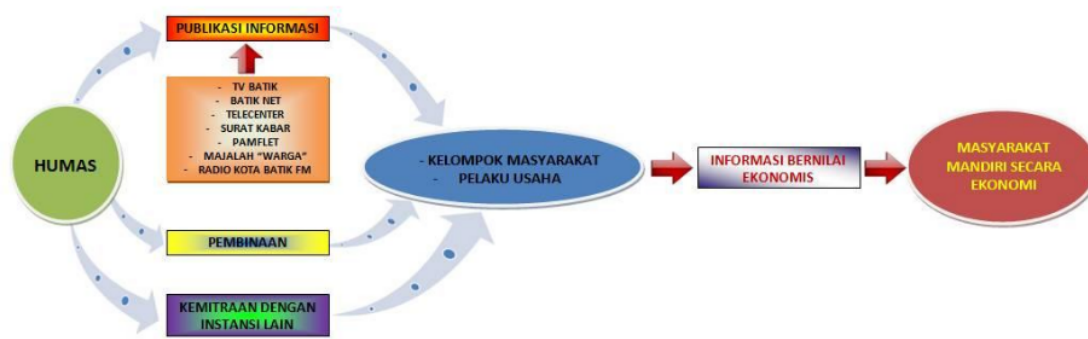 PUBLIKASI INFORMASI
- TV BATIK
- BATIK NET
- TELECENTER
- SURAT KABAR
- PAMFLET
- MAJALAH "WARGA"
- RADIO KOTA BATIK FM
HUMAS
PEMBINAAN
KEMITRAAN DENGAN
INSTANSI LAIN
- KELOMPOK MASYARAKAT
- PELAKU USAHA
INFORMASI BERNILAI
EKONOMIS
MASYARAKAT
MANDIRI SECARA
EKONOMI